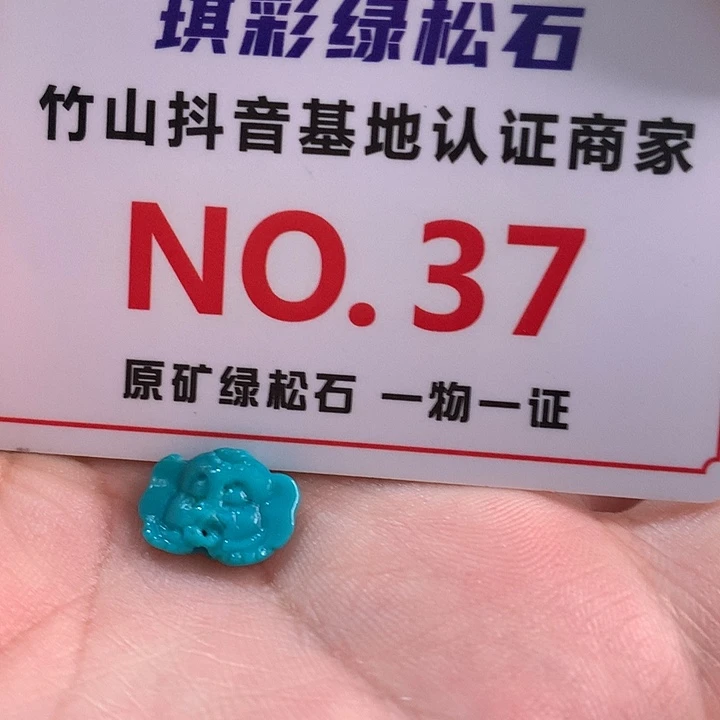 琪彩绿松石
竹山抖音基地认证商家
NO. 37
原矿绿松石 一物一证